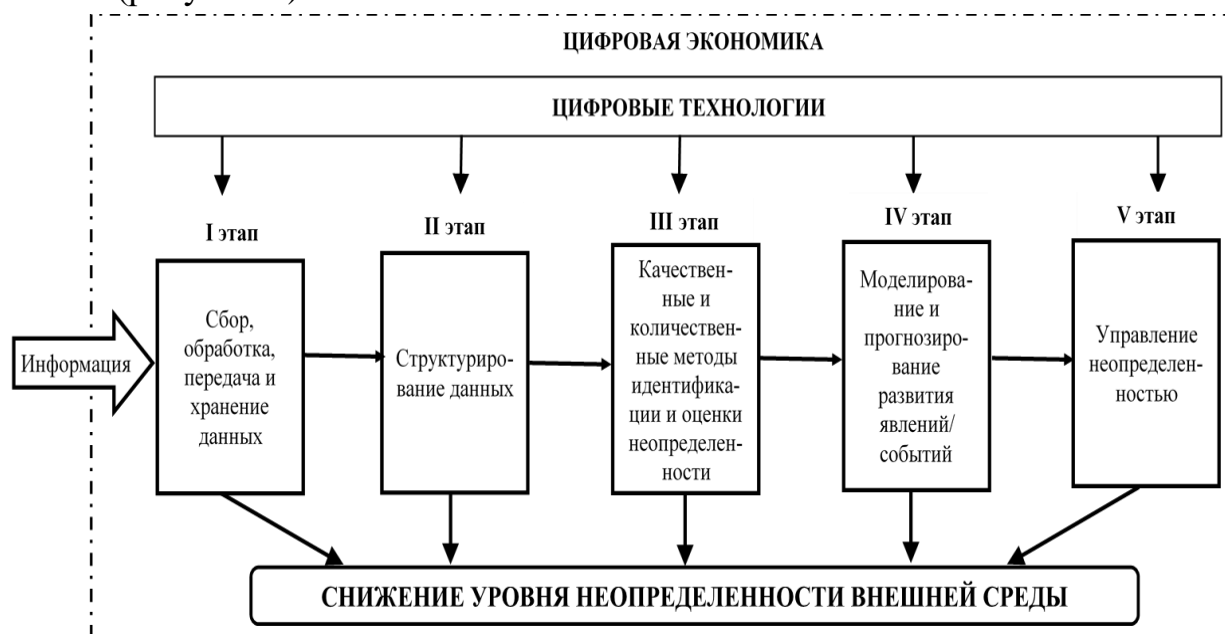 ЦИФРОВАЯ ЭКОНОМИКА
ЦИФРОВЫЕ ТЕХНОЛОГИИ
I этап
II этап
III этап
IV этап
V этап
Информация
Сбор,
обработка,
передача и
хранение
данных
Структуриро-
вание данных
Качествен-
ные и
количествен-
ные методы
идентифика-
ции и оценки
неопределен-
ности
Моделирова-
ние и
прогнозиро-
вание
развития
явлений/
событий
Управление
неопределен-
ностью
СНИЖЕНИЕ УРОВНЯ НЕОПРЕДЕЛЕННОСТИ ВНЕШНЕЙ СРЕДЫ